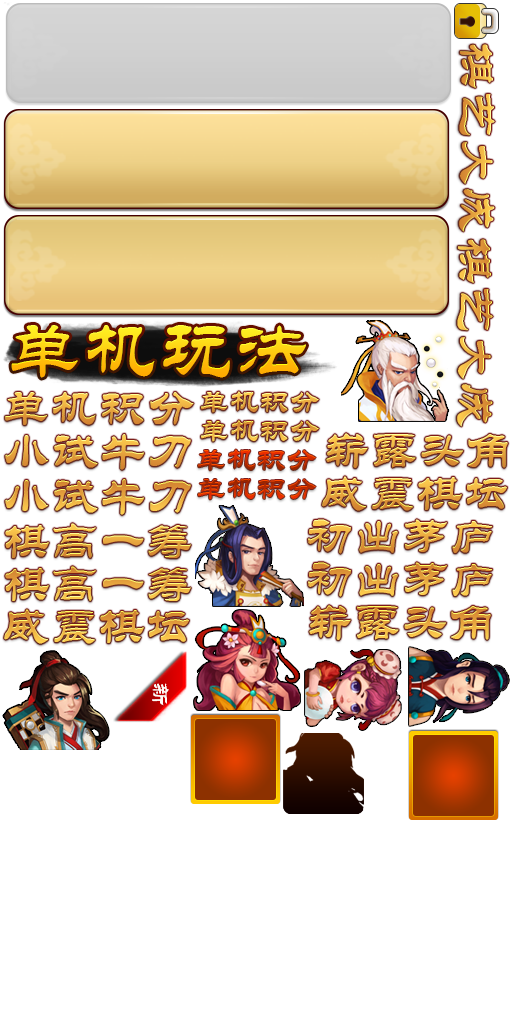 棋艺大成
棋艺大成
单机玩法
单机积分
单机积分
单机积分
单机积分
单机积分
小试牛刀
崭露头角
小试牛刀
威震棋坛
棋高一筹
初出茅庐
棋高一筹
初出茅庐
威震棋坛
崭露头角
新